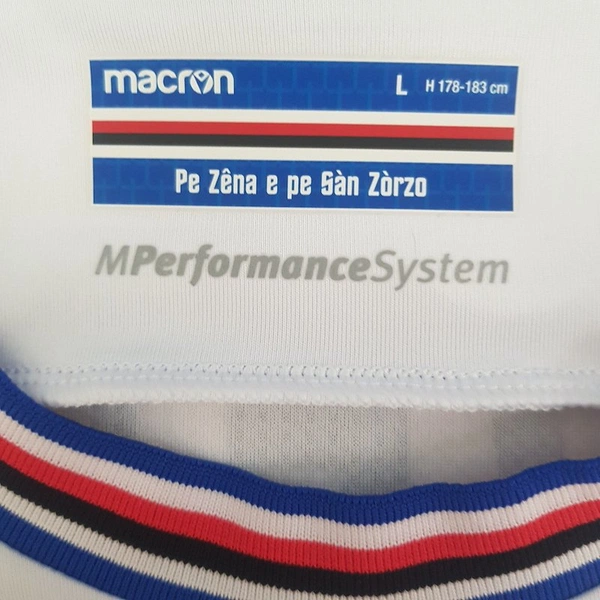 macron L H 178-183 cm
Pe Zêna e pe Sàn Zòrzo
MPerformanceSystem